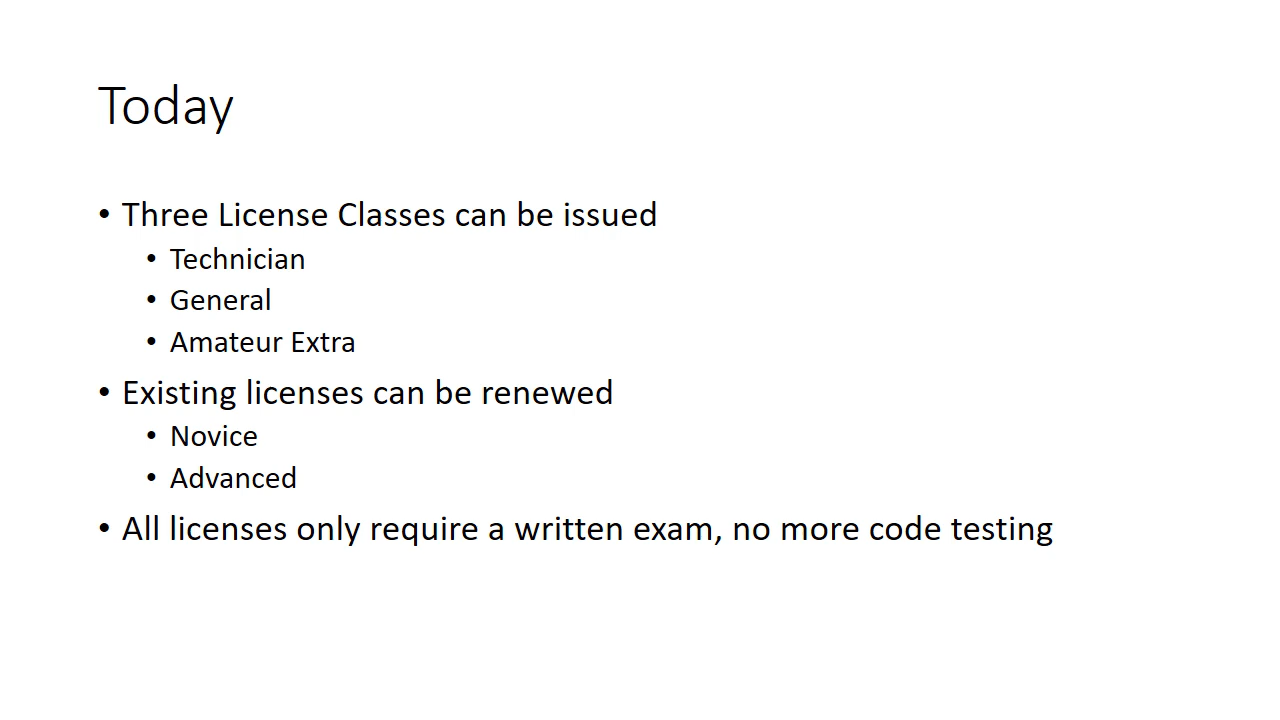 Today
• Three License Classes can be issued
• Technician
• General
• Amateur Extra
• Existing licenses can be renewed
• Novice
• Advanced
• All licenses only require a written exam, no more code testing